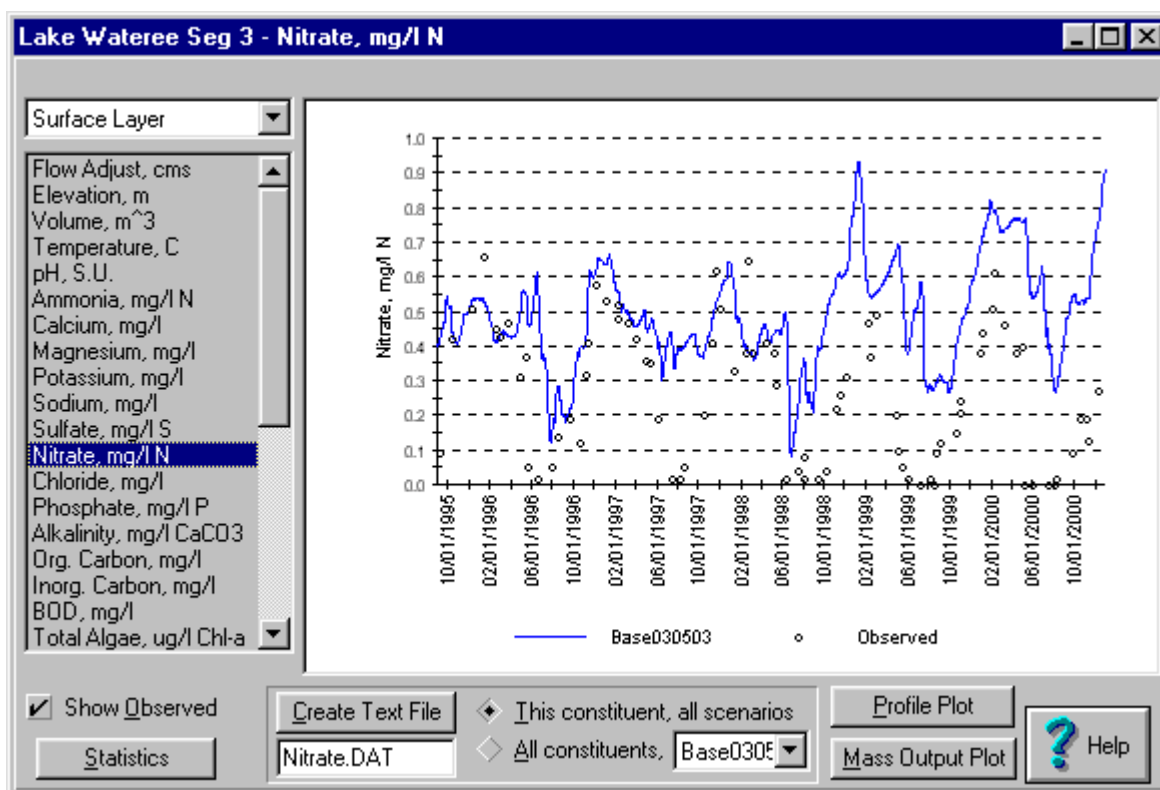 Lake Wateree Seg 3 - Nitrate, mg/l N
Surface Layer
Flow Adjust, cms
Elevation, m
Volume, m^3
Temperature, C
pH, S.U.
Ammonia, mg/l N
Calcium, mg/l
Magnesium, mg/l
Potassium, mg/l
Sodium, mg/l
Sulfate, mg/l S
Nitrate, mg/l N
Chloride, mg/l
Phosphate, mg/l P
Alkalinity, mg/l CaCO3
Org. Carbon, mg/l
Inorg. Carbon, mg/l
BOD, mg/l
Total Algae, ug/l Chl-a
Nitrate, mg/l N
1.0
0.9
0.8
0.7
0.6
0.5
0.4
0.3
0.2
0.1
0.0
10/01/1995
02/01/1996
06/01/1996
10/01/1996
02/01/1997
06/01/1997
10/01/1997
02/01/1998
06/01/1998
10/01/1998
02/01/1999
06/01/1999
10/01/1999
02/01/2000
06/01/2000
10/01/2000
Base030503
Observed
Show Observed
Statistics
Create Text File
Nitrate.DAT
This constituent, all scenarios
All constituents,
Base0305
Profile Plot
Mass Output Plot
? Help